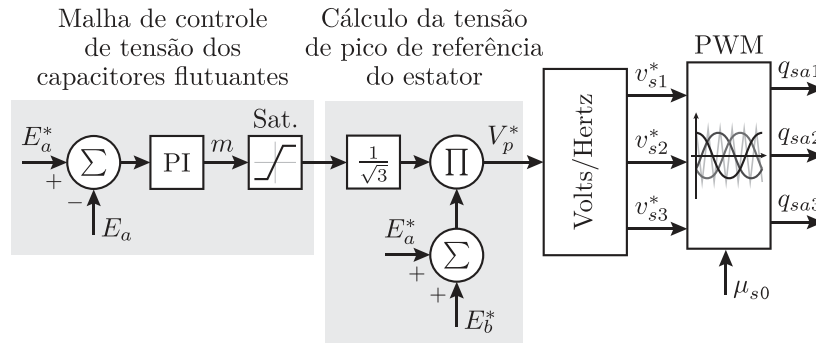 Malha de controle
de tensão dos
capacitores flutuantes
Cálculo da tensão
de pico de referência
do estator
PWM
Sat.
E*a
+
−
Ea
Σ
PI
m
1/√3
∏
V*p
E*a
+
Σ
+
E*b
Volts/Hertz
v*s1
v*s2
v*s3
qsa1
qsa2
qsa3
μs0